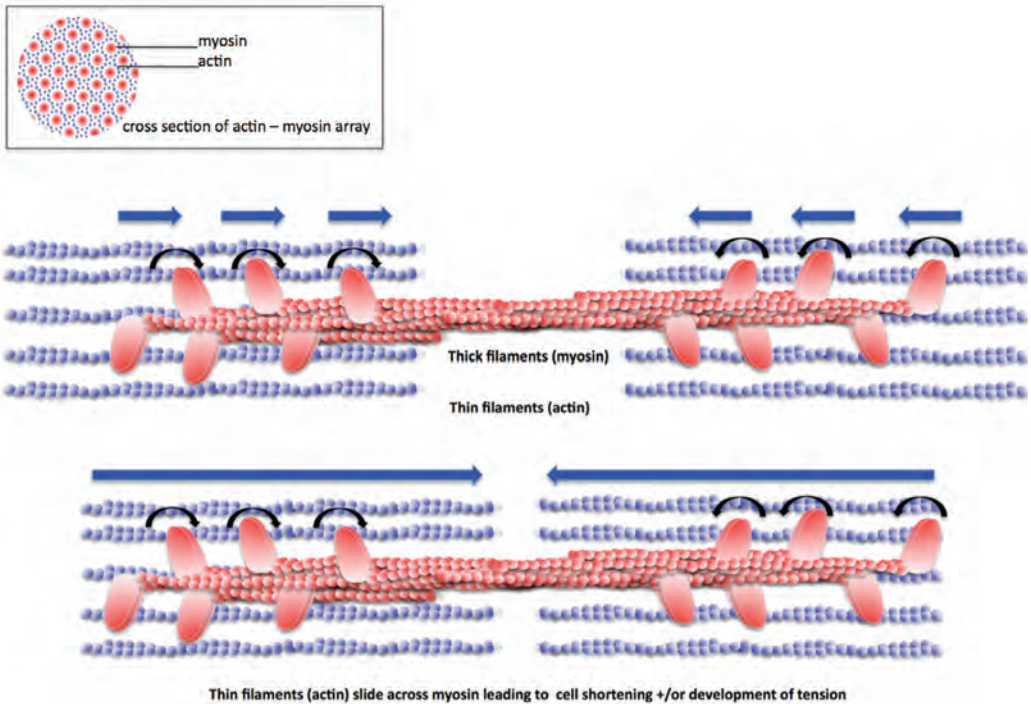 myosin
actin
cross section of actin – myosin array
Thick filaments (myosin)
Thin filaments (actin)
Thin filaments (actin) slide across myosin leading to cell shortening +/or development of tension